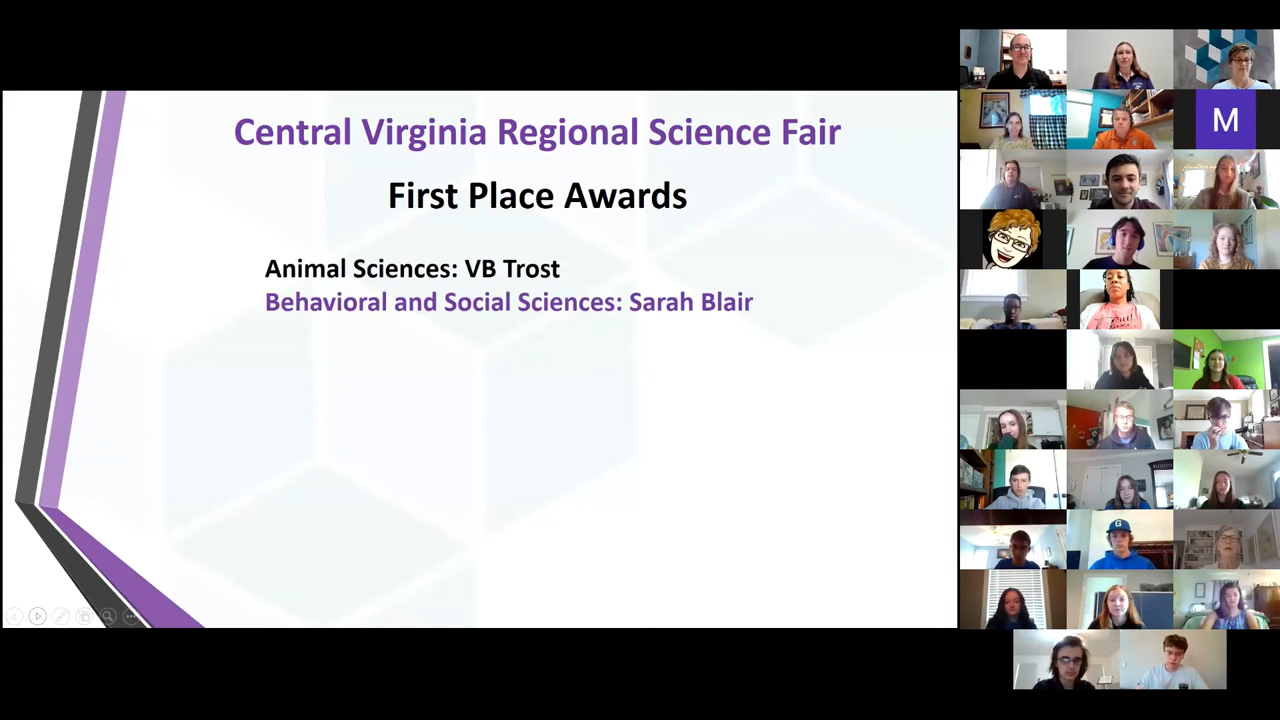 Central Virginia Regional Science Fair
First Place Awards
Animal Sciences: VB Trost
Behavioral and Social Sciences: Sarah Blair
M
G